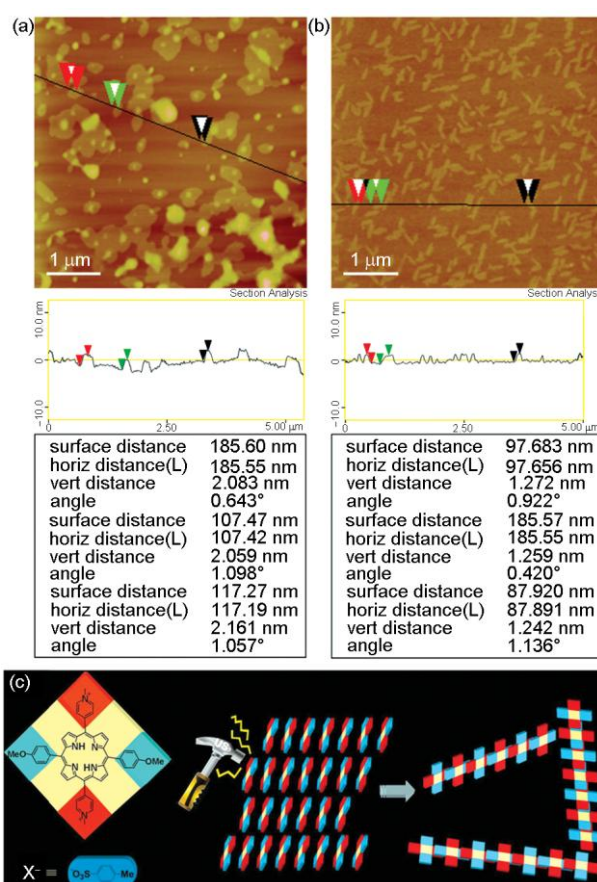 (a)
1 μm
(b)
1 μm
Section Analysis
10.0 nm
0
-10.0
0
2.50
5.00 μm
Section Analysis
10.0 nm
0
-10.0
0
2.50
5.00 μm
surface distance 185.60 nm
horiz distance(L) 185.55 nm
vert distance 2.083 nm
angle 0.643°
surface distance 107.47 nm
horiz distance(L) 107.42 nm
vert distance 2.059 nm
angle 1.098°
surface distance 117.27 nm
horiz distance(L) 117.19 nm
vert distance 2.161 nm
angle 1.057°
surface distance 97.683 nm
horiz distance(L) 97.656 nm
vert distance 1.272 nm
angle 0.922°
surface distance 185.57 nm
horiz distance(L) 185.55 nm
vert distance 1.259 nm
angle 0.420°
surface distance 87.920 nm
horiz distance(L) 87.891 nm
vert distance 1.242 nm
angle 1.136°
(c)
N
MeO
NH N
N HN
OMe
N
X⁻
O₃S
Me